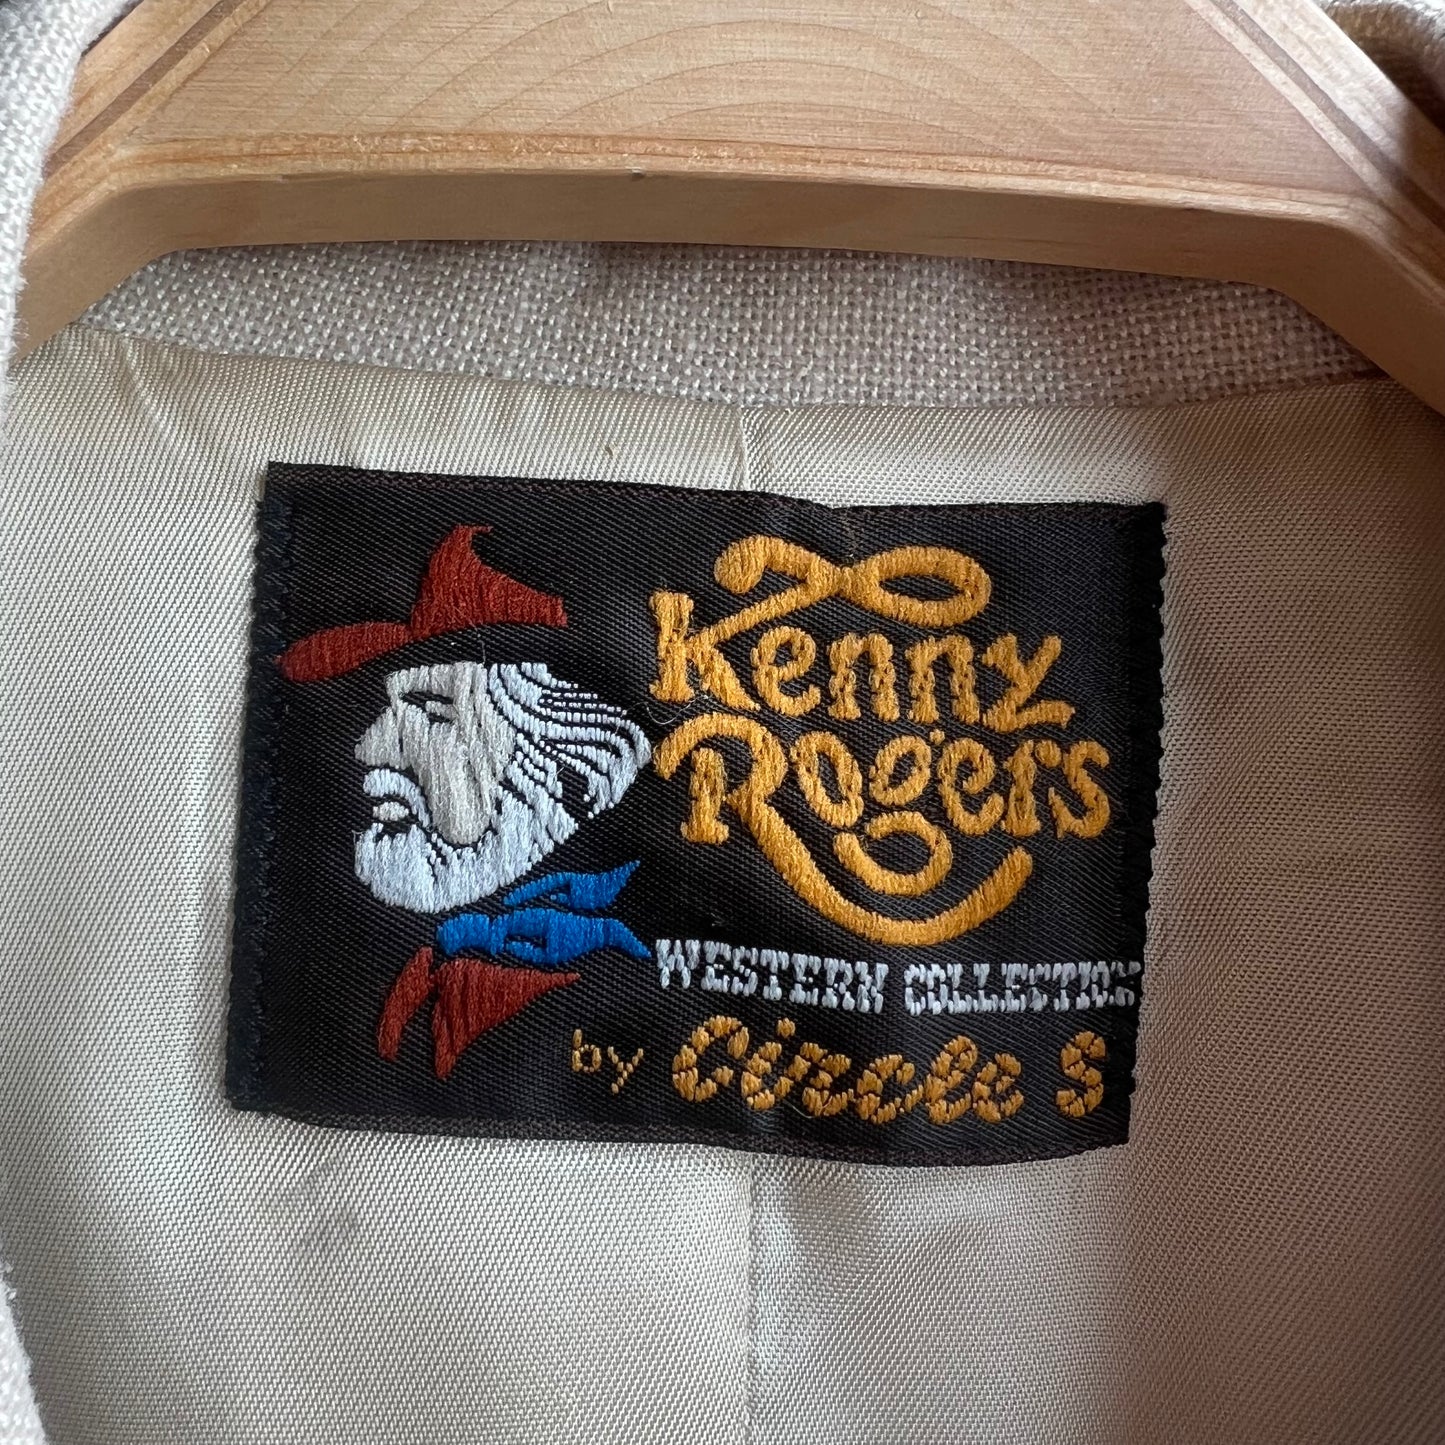 Kenny
Rogers
WESTERN COLLECTION
by Circle S